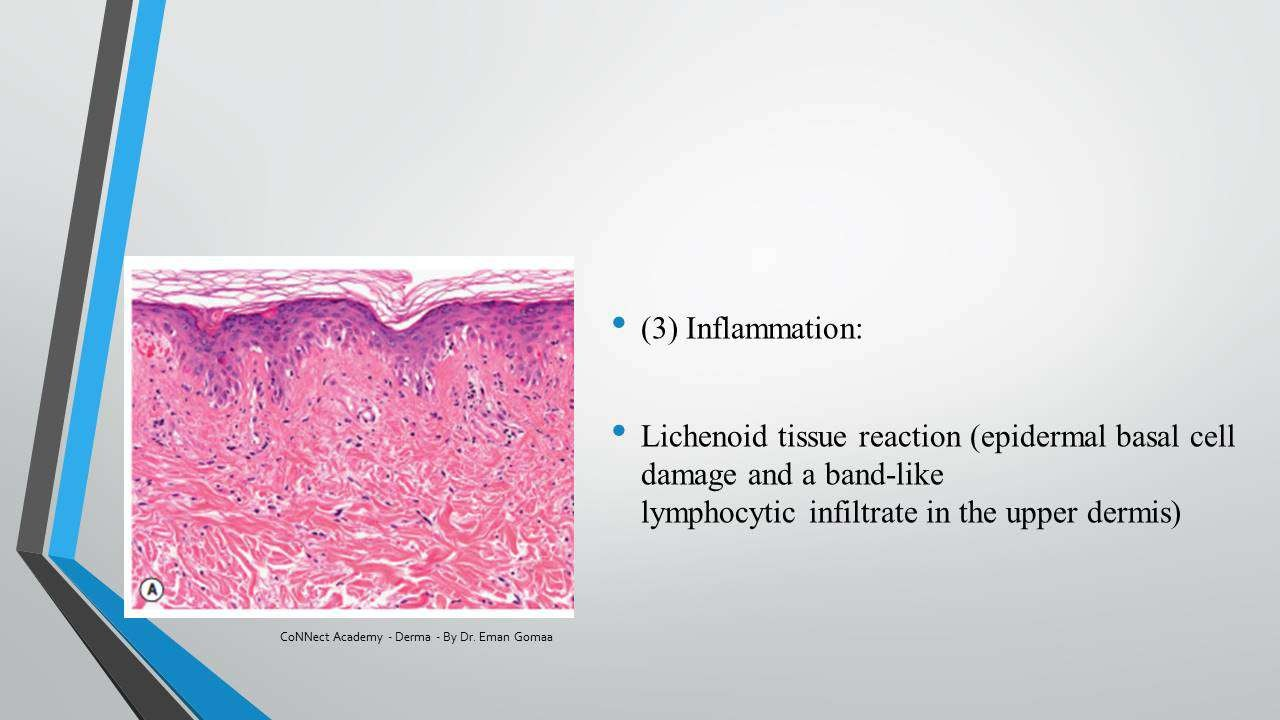 (3) Inflammation:
Lichenoid tissue reaction (epidermal basal cell
damage and a band-like
lymphocytic infiltrate in the upper dermis)
A
CoNNect Academy - Derma - By Dr. Eman Gomaa